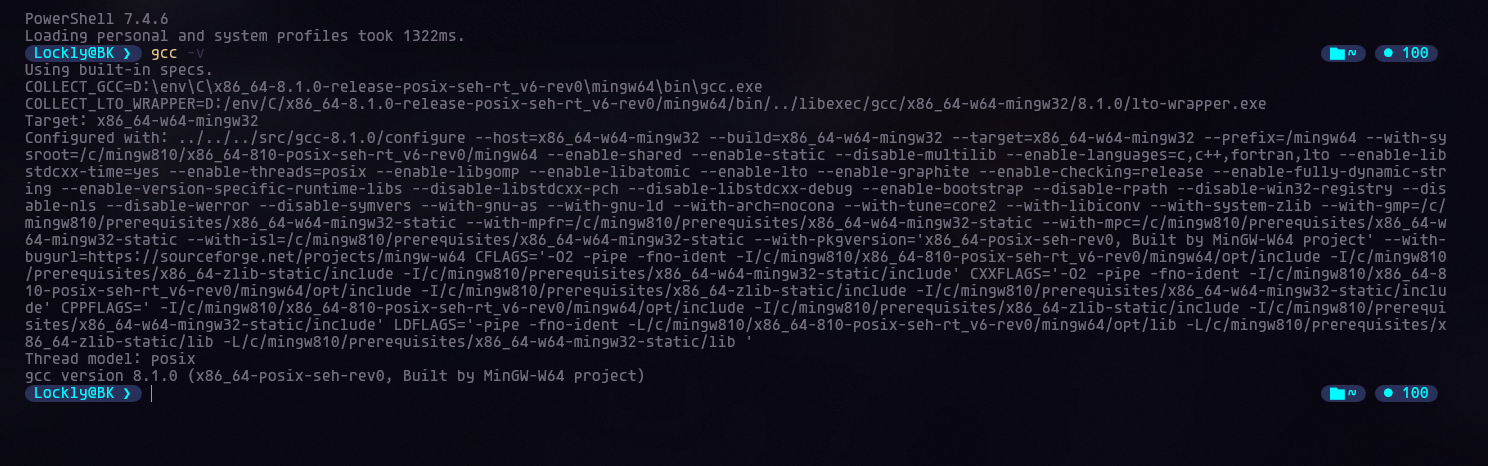 PowerShell 7.4.6
Loading personal and system profiles took 1322ms.
Lockly@BK ❯ gcc -v ~ ● 100
Using built-in specs.
COLLECT_GCC=D:\env\C\x86_64-8.1.0-release-posix-seh-rt_v6-rev0\mingw64\bin\gcc.exe
COLLECT_LTO_WRAPPER=D:/env/C/x86_64-8.1.0-release-posix-seh-rt_v6-rev0/mingw64/bin/../libexec/gcc/x86_64-w64-mingw32/8.1.0/lto-wrapper.exe
Target: x86_64-w64-mingw32
Configured with: ../../../src/gcc-8.1.0/configure --host=x86_64-w64-mingw32 --build=x86_64-w64-mingw32 --target=x86_64-w64-mingw32 --prefix=/mingw64 --with-sy
sroot=/c/mingw810/x86_64-810-posix-seh-rt_v6-rev0/mingw64 --enable-shared --enable-static --disable-multilib --enable-languages=c,c++,fortran,lto --enable-lib
stdcxx-time=yes --enable-threads=posix --enable-libgomp --enable-libatomic --enable-lto --enable-graphite --enable-checking=release --enable-fully-dynamic-str
ing --enable-version-specific-runtime-libs --disable-libstdcxx-pch --disable-libstdcxx-debug --enable-bootstrap --disable-rpath --disable-win32-registry --dis
able-nls --disable-werror --disable-symvers --with-gnu-as --with-gnu-ld --with-arch=nocona --with-tune=core2 --with-libiconv --with-system-zlib --with-gmp=/c/
mingw810/prerequisites/x86_64-w64-mingw32-static --with-mpfr=/c/mingw810/prerequisites/x86_64-w64-mingw32-static --with-mpc=/c/mingw810/prerequisites/x86_64-w
64-mingw32-static --with-isl=/c/mingw810/prerequisites/x86_64-w64-mingw32-static --with-pkgversion='x86_64-posix-seh-rev0, Built by MinGW-W64 project' --with-
bugurl=https://sourceforge.net/projects/mingw-w64 CFLAGS='-O2 -pipe -fno-ident -I/c/mingw810/x86_64-810-posix-seh-rt_v6-rev0/mingw64/opt/include -I/c/mingw810
/prerequisites/x86_64-zlib-static/include -I/c/mingw810/prerequisites/x86_64-w64-mingw32-static/include' CXXFLAGS='-O2 -pipe -fno-ident -I/c/mingw810/x86_64-8
10-posix-seh-rt_v6-rev0/mingw64/opt/include -I/c/mingw810/prerequisites/x86_64-zlib-static/include -I/c/mingw810/prerequisites/x86_64-w64-mingw32-static/inclu
de' CPPFLAGS=' -I/c/mingw810/x86_64-810-posix-seh-rt_v6-rev0/mingw64/opt/include -I/c/mingw810/prerequisites/x86_64-zlib-static/include -I/c/mingw810/prerequi
sites/x86_64-w64-mingw32-static/include' LDFLAGS='-pipe -fno-ident -L/c/mingw810/x86_64-810-posix-seh-rt_v6-rev0/mingw64/opt/lib -L/c/mingw810/prerequisites/x
86_64-zlib-static/lib -L/c/mingw810/prerequisites/x86_64-w64-mingw32-static/lib '
Thread model: posix
gcc version 8.1.0 (x86_64-posix-seh-rev0, Built by MinGW-W64 project)
Lockly@BK ❯ ~ ● 100